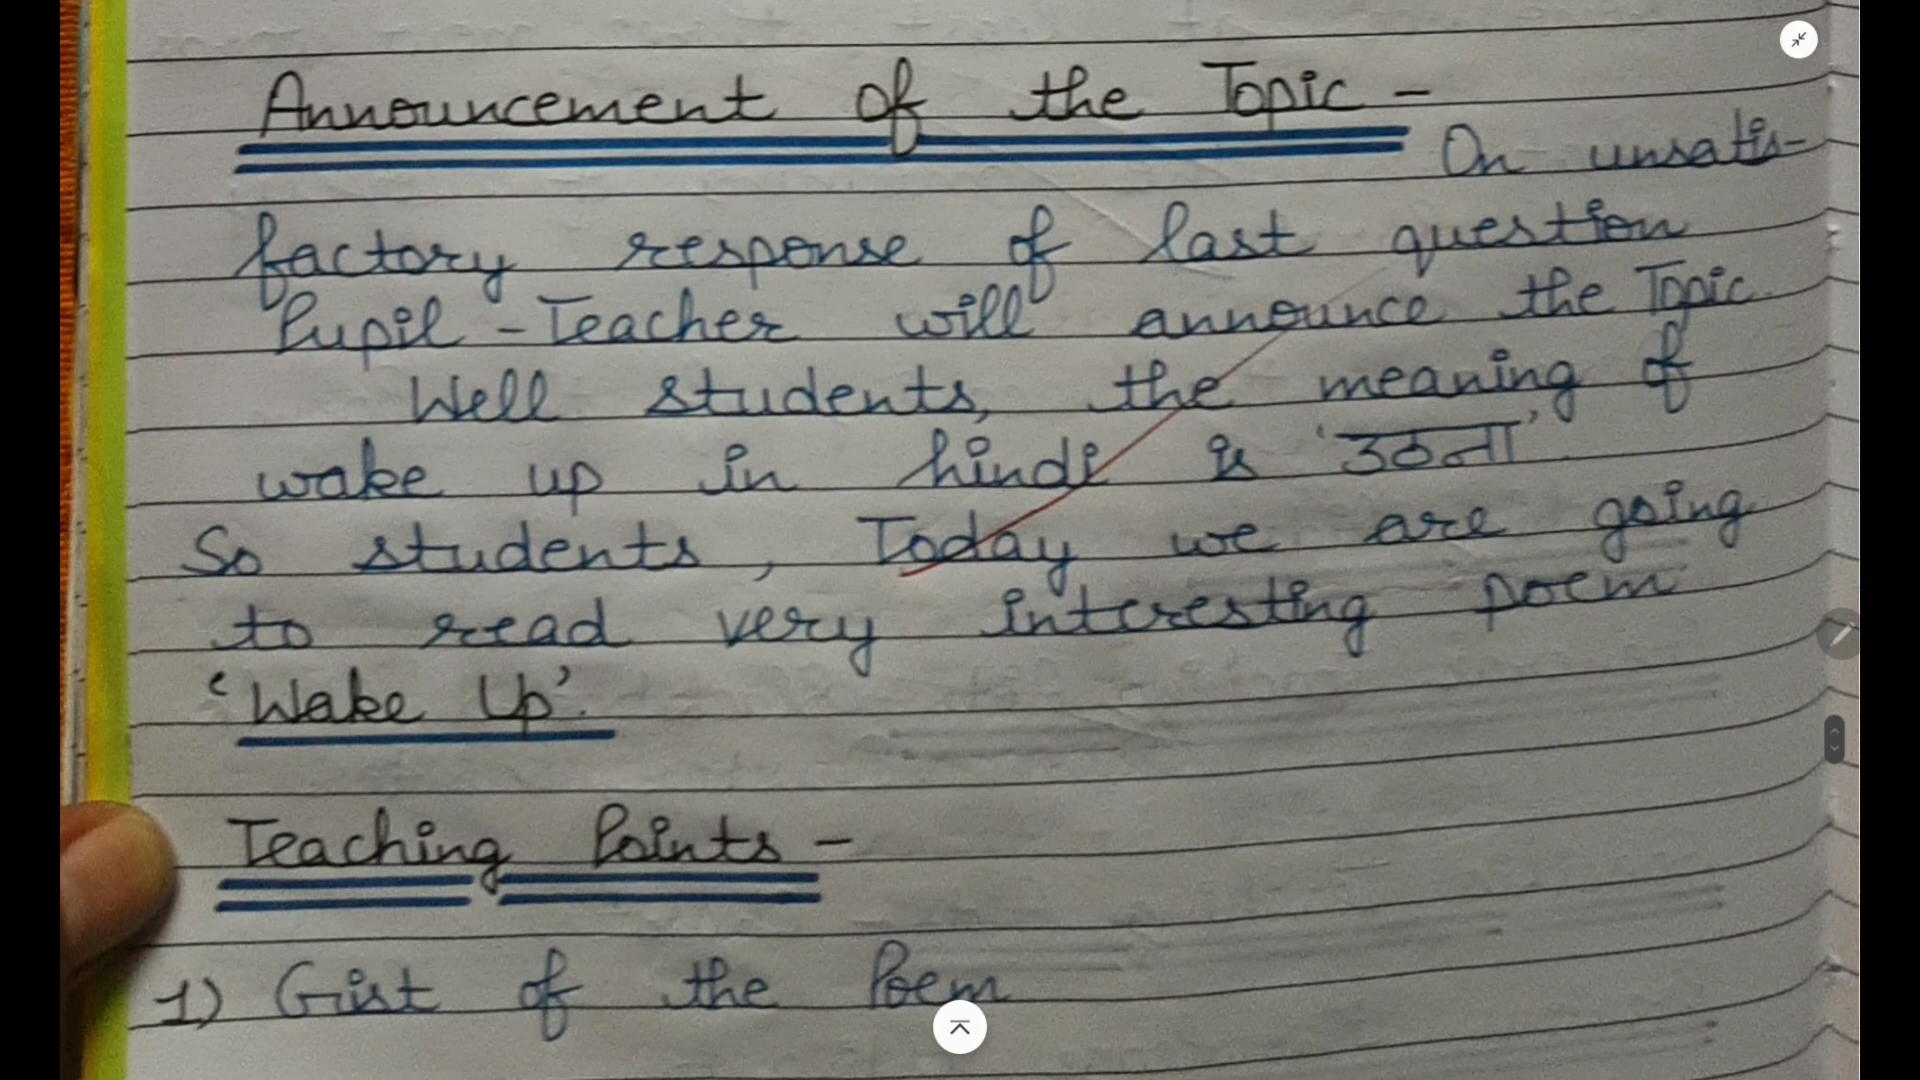 Announcement of the Topic -
On unsatis-
factory response of last question
Pupil-Teacher will announce the Topic.
Well students, the meaning of
wake up in hindi is 'उठना'.
So students, Today we are going
to read very interesting poem
'Wake Up'.
Teaching Points -
1) Gist of the Poem